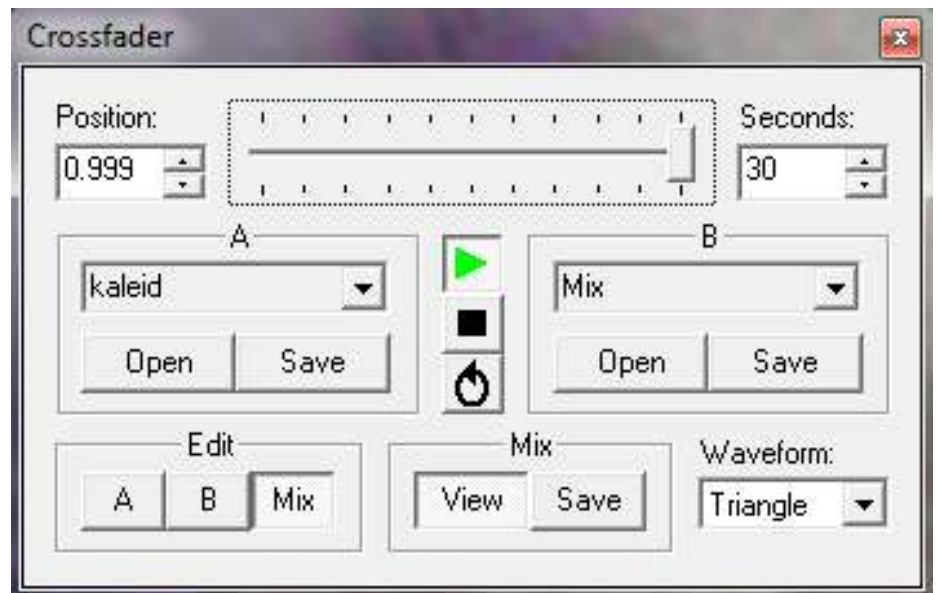 Crossfader
Position: Seconds:
0.999 30
A B
kaleid Mix
Open Save Open Save
Edit Mix Waveform:
A B Mix View Save Triangle